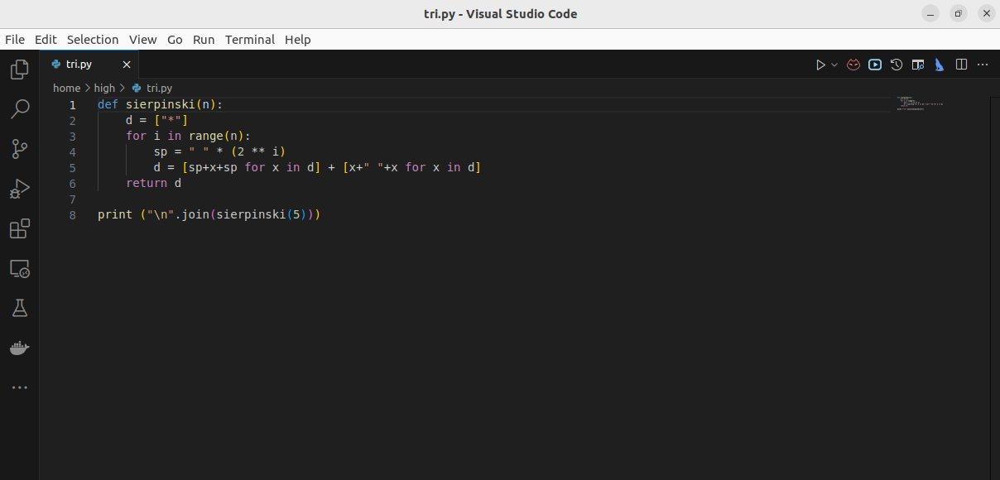 tri.py - Visual Studio Code
File Edit Selection View Go Run Terminal Help
tri.py
home > high > tri.py
1 def sierpinski(n):
2     d = ["*"]
3     for i in range(n):
4         sp = " " * (2 ** i)
5         d = [sp+x+sp for x in d] + [x+" "+x for x in d]
6     return d
7
8 print ("\n".join(sierpinski(5)))